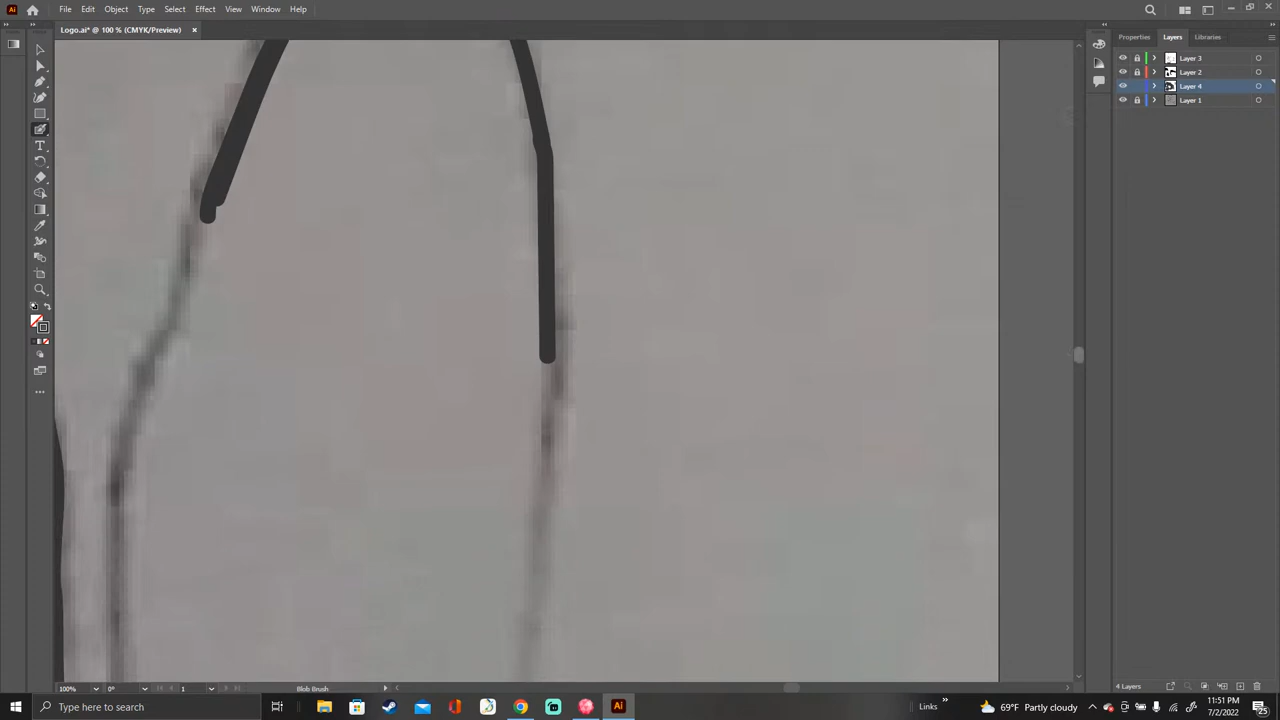 Ai File Edit Object Type Select Effect View Window Help
Logo.ai* @ 100 % (CMYK/Preview) ×
Properties Layers Libraries
Layer 3
Layer 2
Layer 4
Layer 1
T
4 Layers
100% 0° 1 Blob Brush
Type here to search
Ai
Links » 69°F Partly cloudy
11:51 PM
7/2/2022